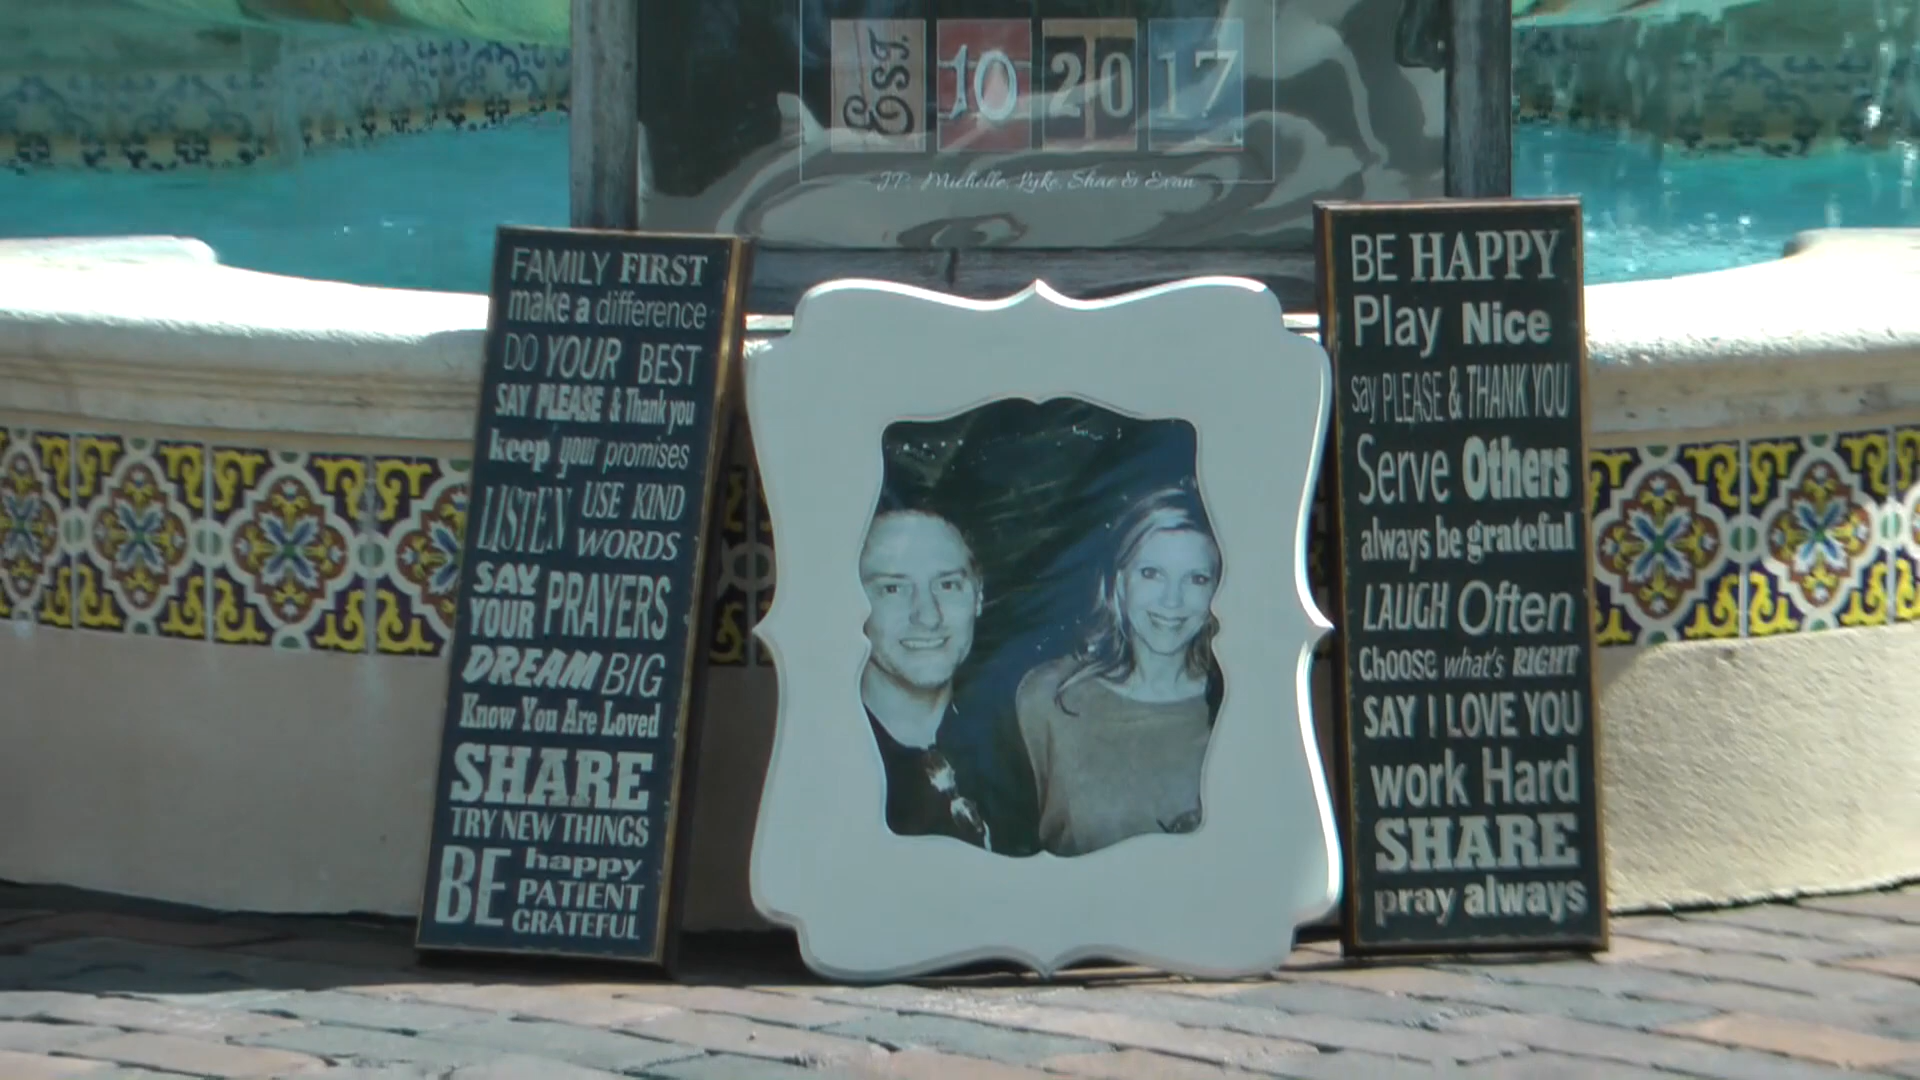 Est. 10 20 17
JP, Michelle, Lyke, Shae & Evan
FAMILY FIRST
make a difference
DO YOUR BEST
SAY PLEASE & Thank you
keep your promises
LISTEN USE KIND WORDS
SAY YOUR PRAYERS
DREAM BIG
Know You Are Loved
SHARE
TRY NEW THINGS
BE happy
PATIENT
GRATEFUL
BE HAPPY
Play Nice
say PLEASE & THANK YOU
Serve Others
always be grateful
LAUGH Often
Choose what's RIGHT
SAY I LOVE YOU
work Hard
SHARE
pray always